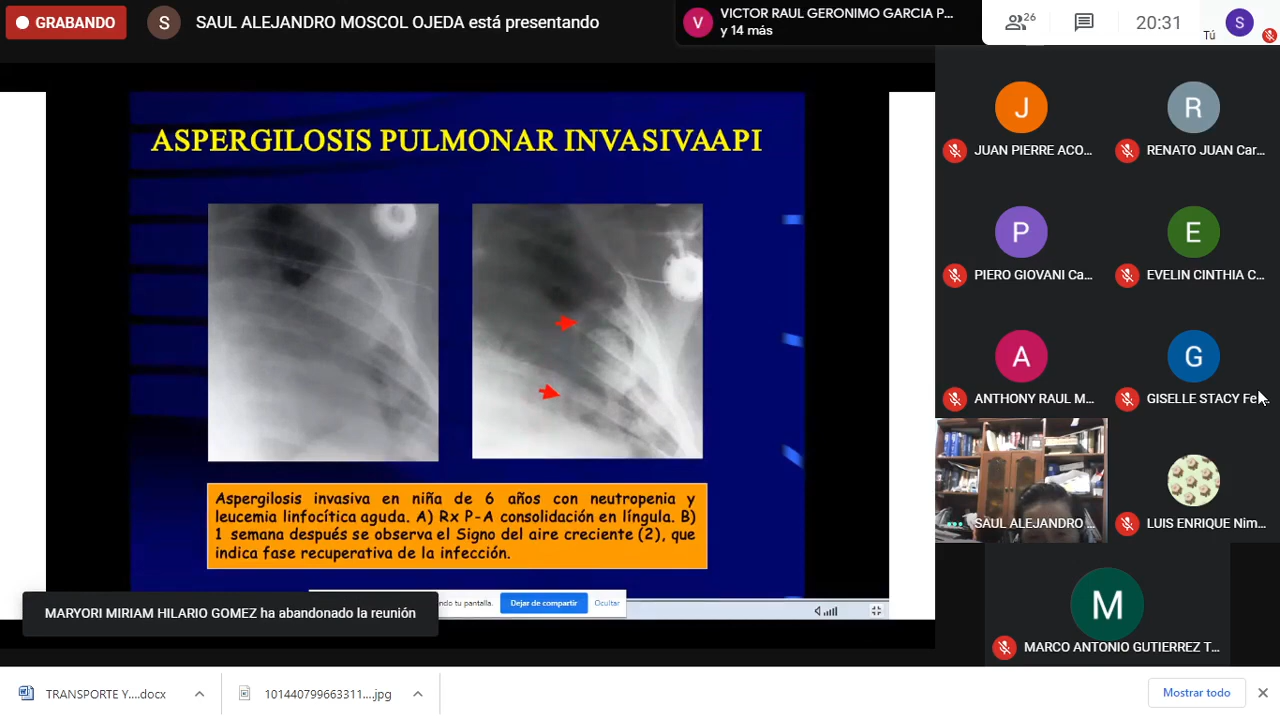 GRABANDO
S
SAUL ALEJANDRO MOSCOL OJEDA está presentando
V
VICTOR RAUL GERONIMO GARCIA P...
y 14 más
26
20:31
Tú
S
ASPERGILOSIS PULMONAR INVASIVAAPI
Aspergilosis invasiva en niña de 6 años con neutropenia y
leucemia linfocítica aguda. A) Rx P-A consolidación en língula. B)
1 semana después se observa el Signo del aire creciente (2), que
indica fase recuperativa de la infección.
J
JUAN PIERRE ACO...
R
RENATO JUAN Car...
P
PIERO GIOVANI Ca...
E
EVELIN CINTHIA C...
A
ANTHONY RAUL M...
G
GISELLE STACY Fe
SAUL ALEJANDRO ...
LUIS ENRIQUE Nim...
M
MARCO ANTONIO GUTIERREZ T...
tu pantalla.
Dejar de compartir
Ocultar
MARYORI MIRIAM HILARIO GOMEZ ha abandonado la reunión
TRANSPORTE Y....docx
101440799663311....jpg
Mostrar todo